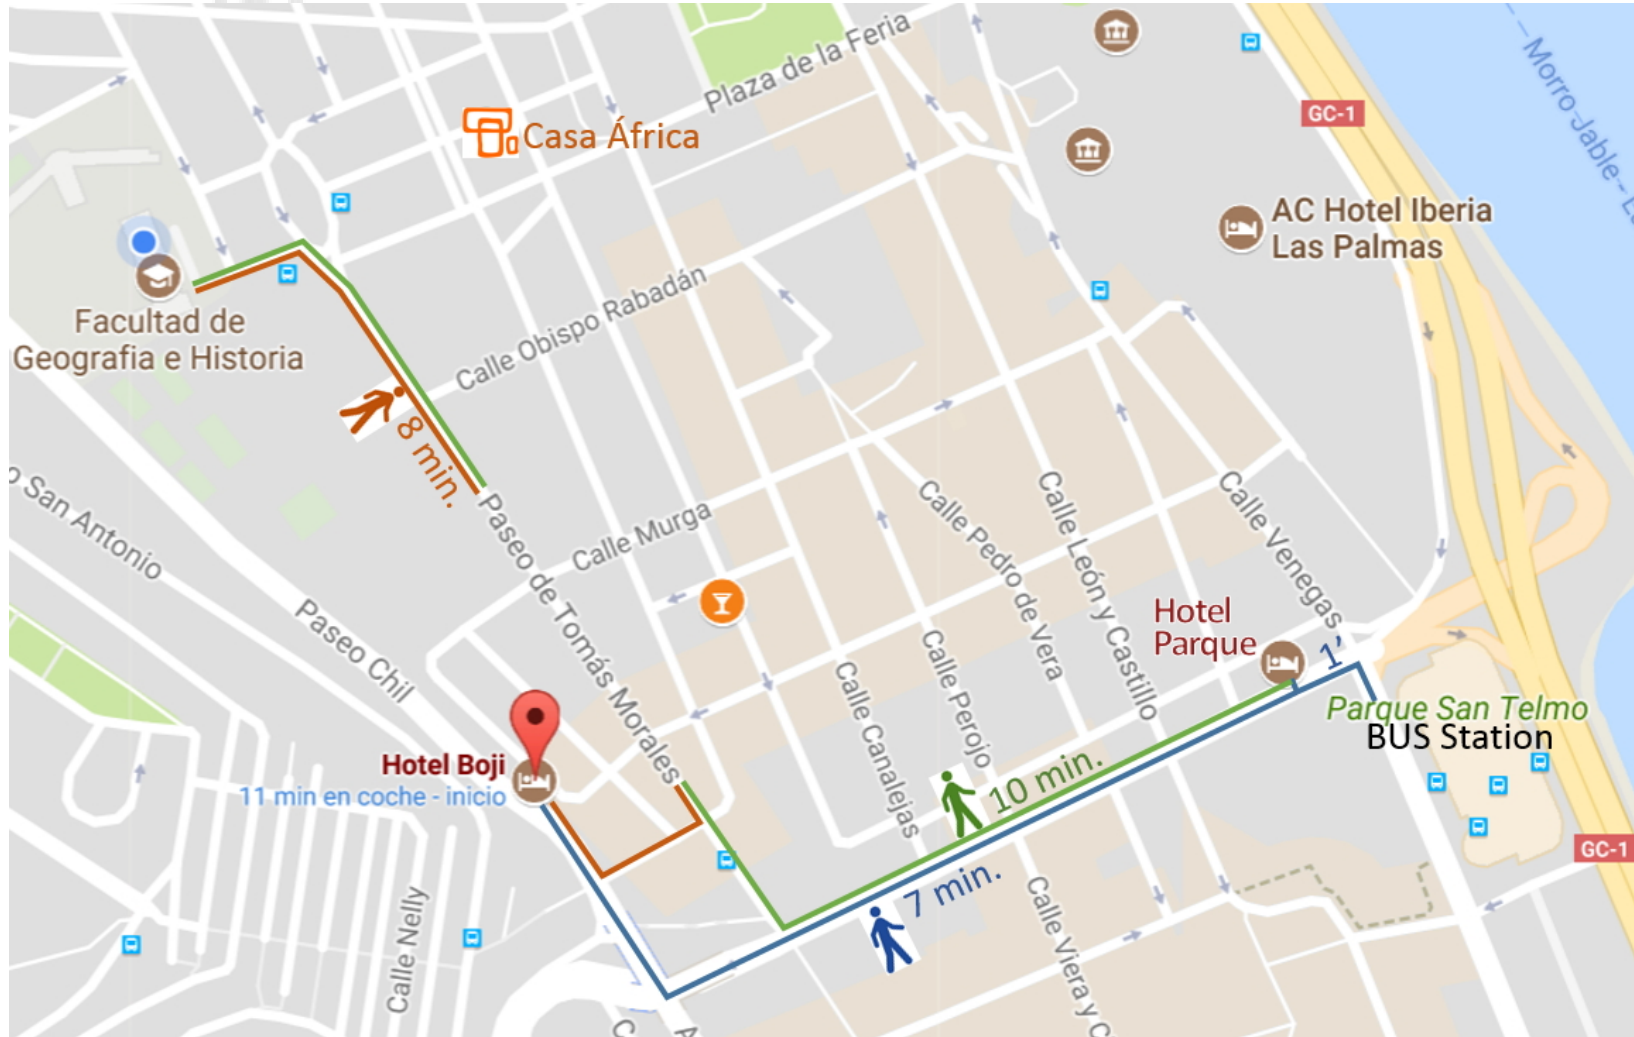 Plaza de la Feria
GC-1
Morro-Jable
Casa África
AC Hotel Iberia
Las Palmas
Facultad de
Geografia e Historia
Calle Obispo Rabadán
8 min.
o San Antonio
Paseo de Tomás Morales
Calle Murga
Calle Pedro de Vera
Calle León y Castillo
Calle Venegas
Paseo Chil
Hotel
Parque
1'
Calle Canalejas
Calle Perojo
Parque San Telmo
BUS Station
Hotel Boji
11 min en coche - inicio
10 min.
7 min.
GC-1
Calle Nelly
Calle Viera y C
C
A